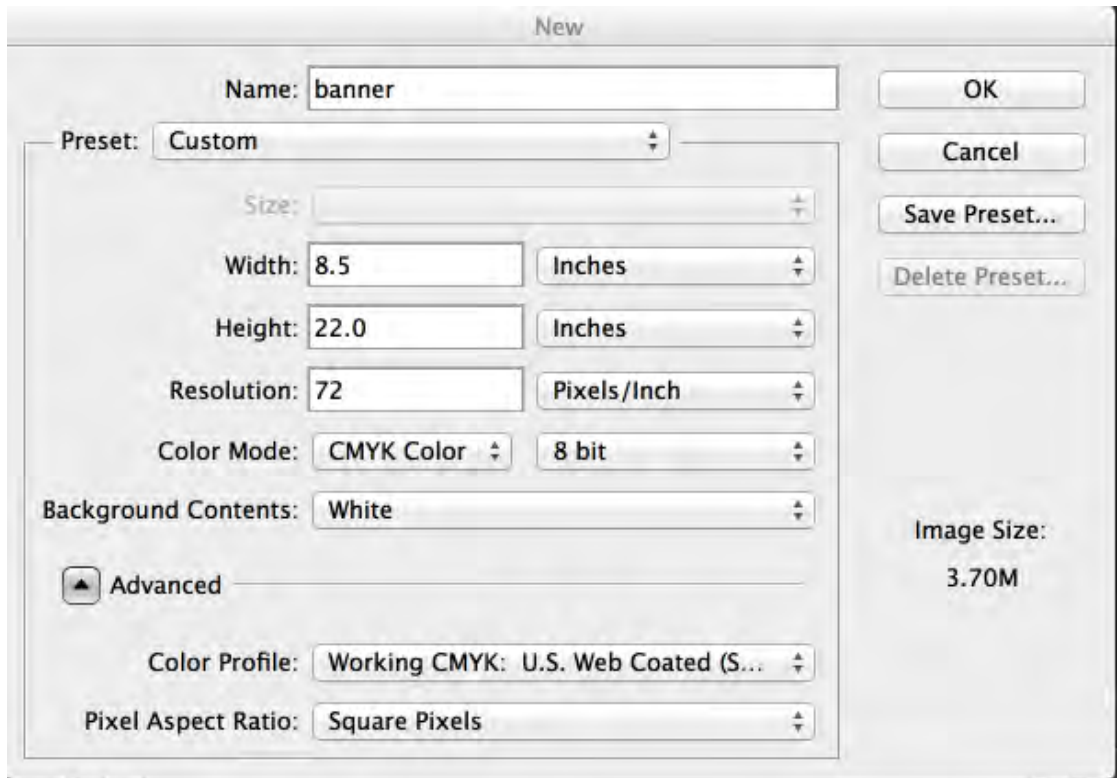 New
Name: banner
OK
Preset: Custom
Cancel
Size:
Save Preset...
Width: 8.5 Inches
Delete Preset...
Height: 22.0 Inches
Resolution: 72 Pixels/Inch
Color Mode: CMYK Color 8 bit
Background Contents: White
Image Size:
3.70M
Advanced
Color Profile: Working CMYK: U.S. Web Coated (S...
Pixel Aspect Ratio: Square Pixels